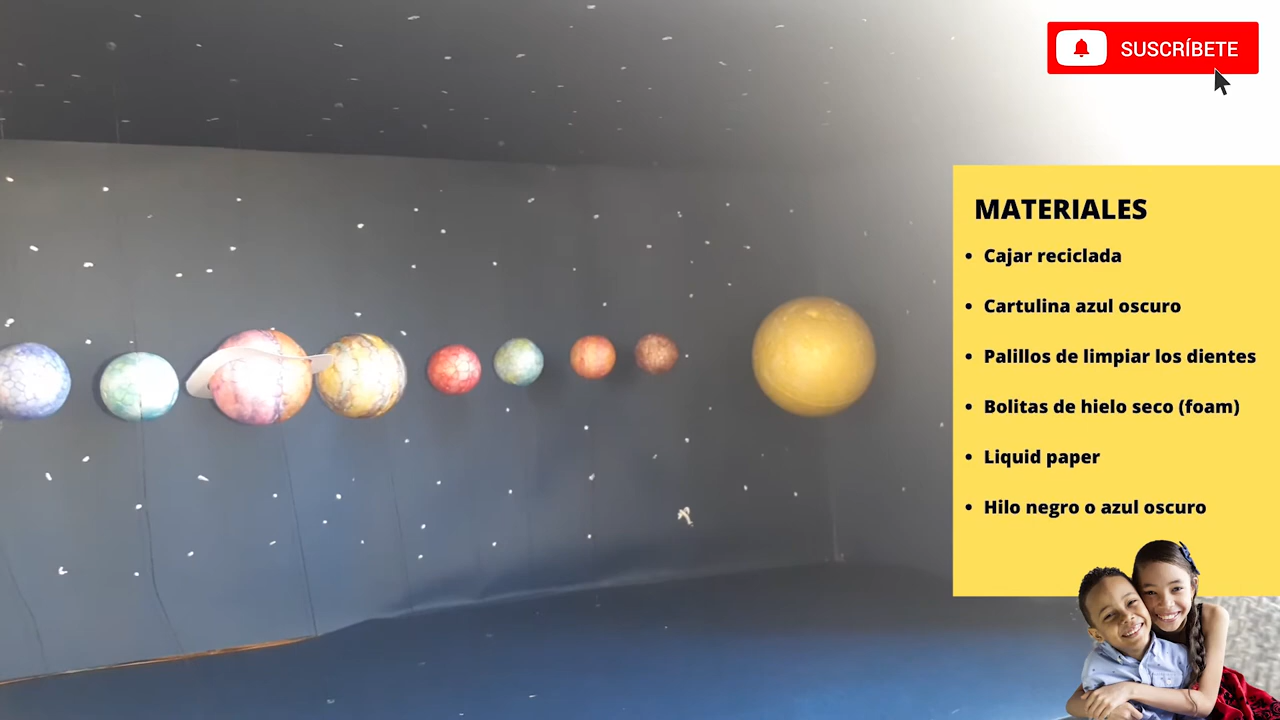 SUSCRÍBETE
MATERIALES
• Cajar reciclada
• Cartulina azul oscuro
• Palillos de limpiar los dientes
• Bolitas de hielo seco (foam)
• Liquid paper
• Hilo negro o azul oscuro